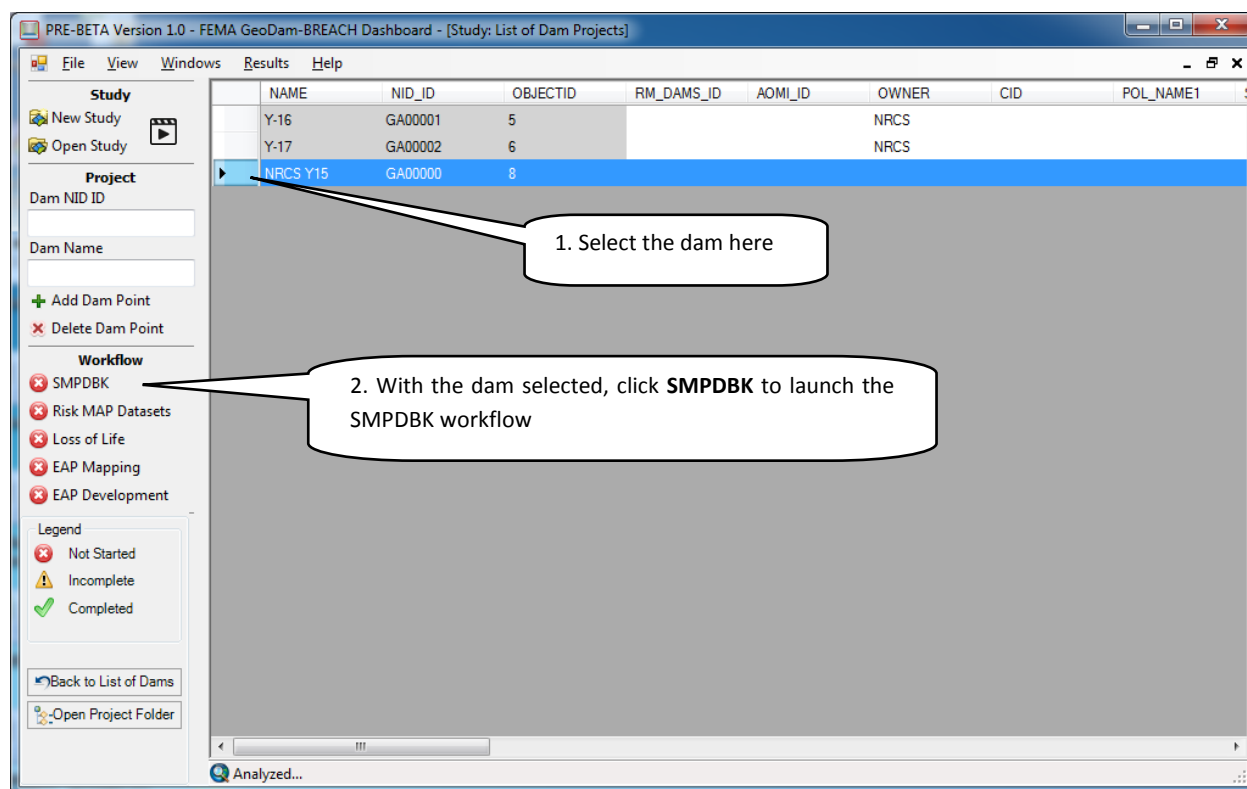 PRE-BETA Version 1.0 - FEMA GeoDam-BREACH Dashboard - [Study: List of Dam Projects]
File View Windows Results Help
Study
New Study
Open Study
Project
Dam NID ID
Dam Name
Add Dam Point
Delete Dam Point
Workflow
SMPDBK
Risk MAP Datasets
Loss of Life
EAP Mapping
EAP Development
Legend
Not Started
Incomplete
Completed
Back to List of Dams
Open Project Folder
NAME NID_ID OBJECTID RM_DAMS_ID AOMI_ID OWNER CID POL_NAME1
Y-16 GA00001 5 NRCS
Y-17 GA00002 6 NRCS
NRCS Y15 GA00000 8
1. Select the dam here
2. With the dam selected, click SMPDBK to launch the
SMPDBK workflow
Analyzed...